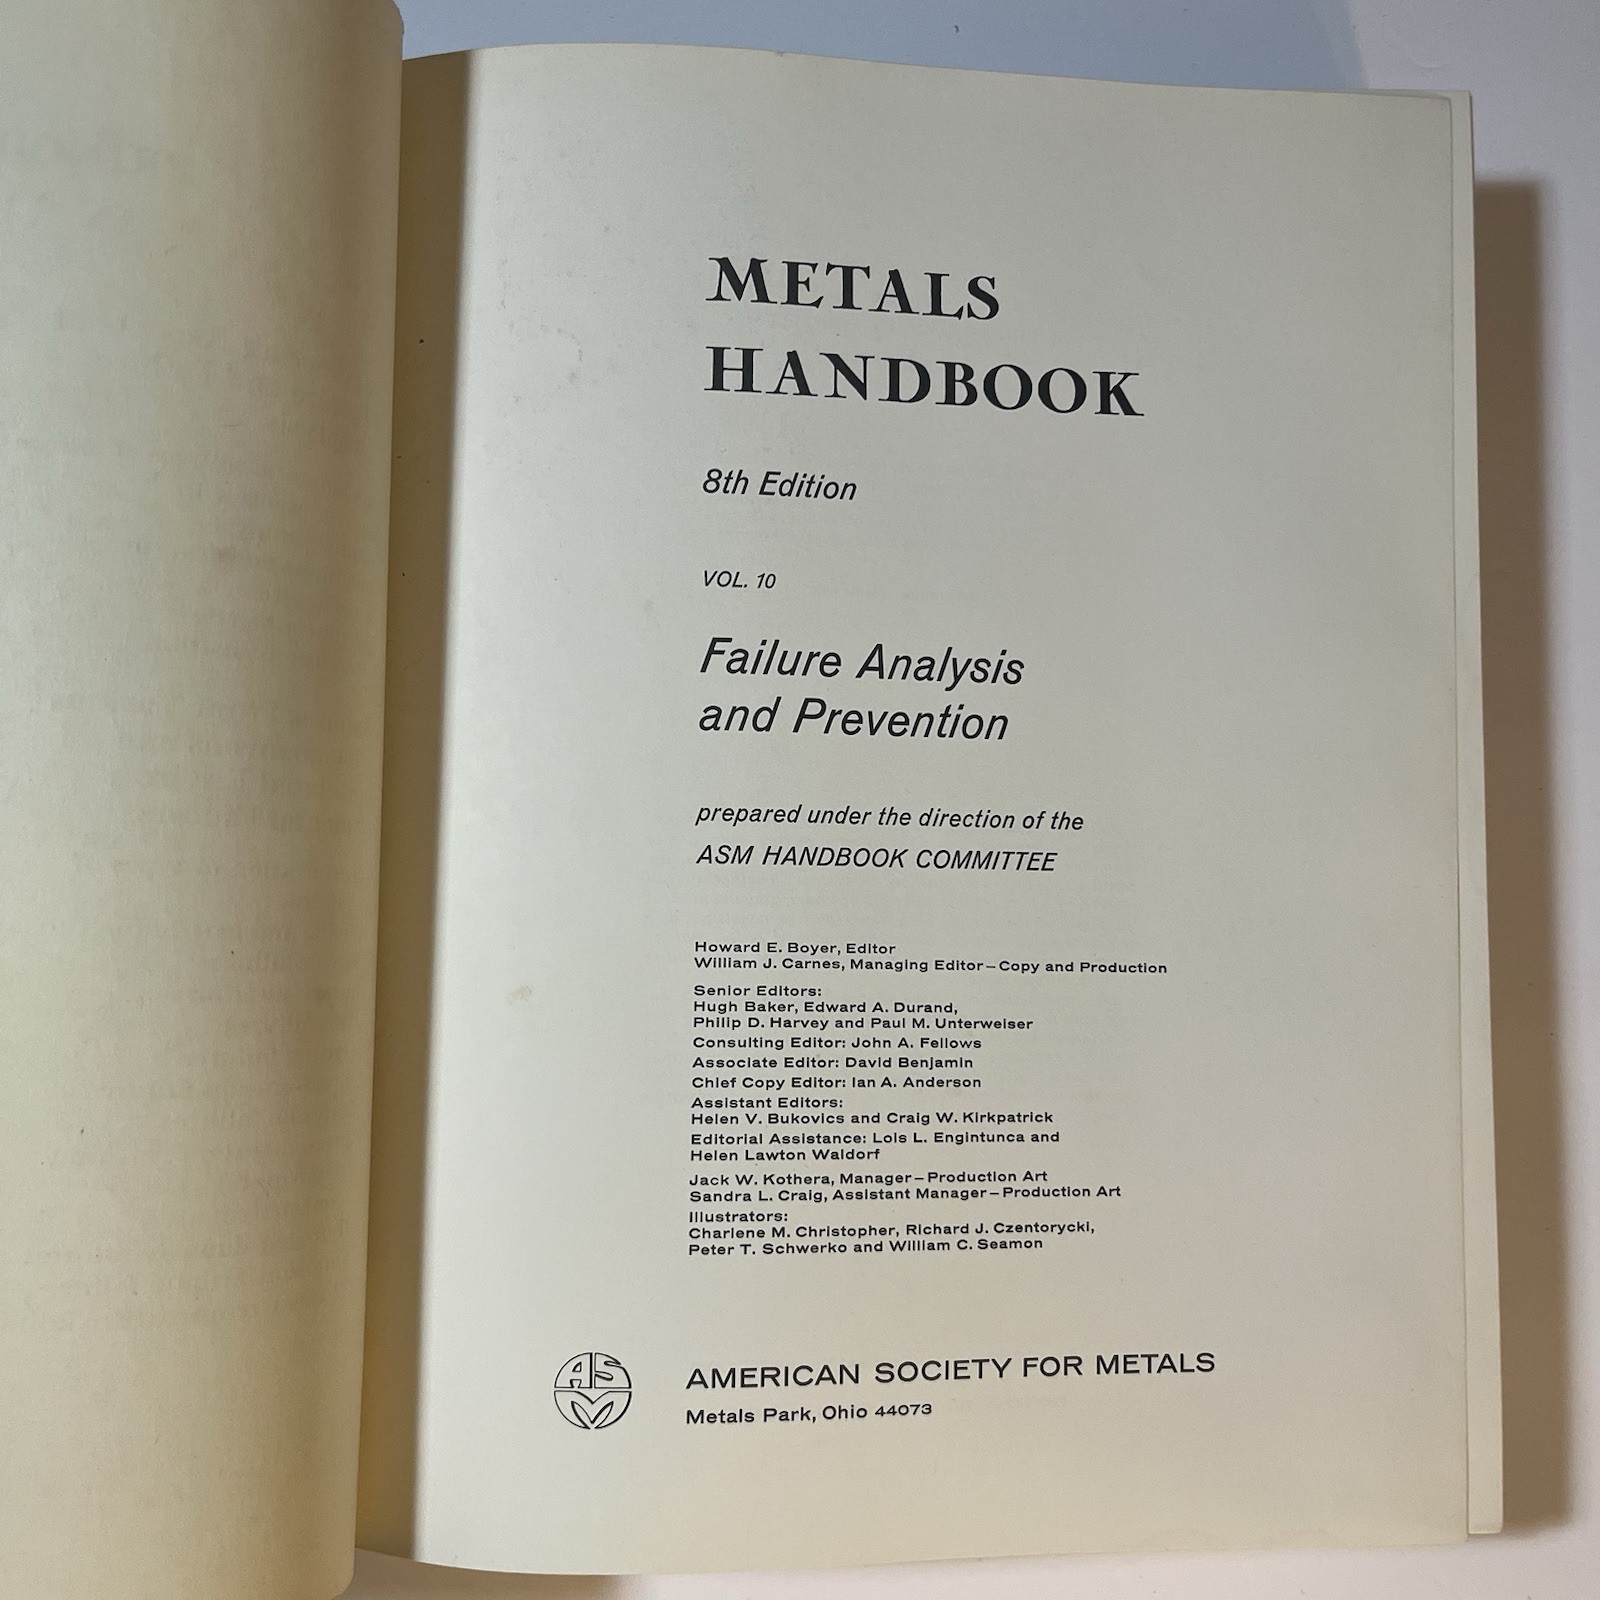 METALS
HANDBOOK
8th Edition
VOL. 10
Failure Analysis
and Prevention
prepared under the direction of the
ASM HANDBOOK COMMITTEE
Howard E. Boyer, Editor
William J. Carnes, Managing Editor – Copy and Production
Senior Editors:
Hugh Baker, Edward A. Durand,
Philip D. Harvey and Paul M. Unterweiser
Consulting Editor: John A. Fellows
Associate Editor: David Benjamin
Chief Copy Editor: Ian A. Anderson
Assistant Editors:
Helen V. Bukovics and Craig W. Kirkpatrick
Editorial Assistance: Lois L. Engintunca and
Helen Lawton Waldorf
Jack W. Kothera, Manager – Production Art
Sandra L. Craig, Assistant Manager – Production Art
Illustrators:
Charlene M. Christopher, Richard J. Czentorycki,
Peter T. Schwerko and William C. Seamon
ASM
AMERICAN SOCIETY FOR METALS
Metals Park, Ohio 44073